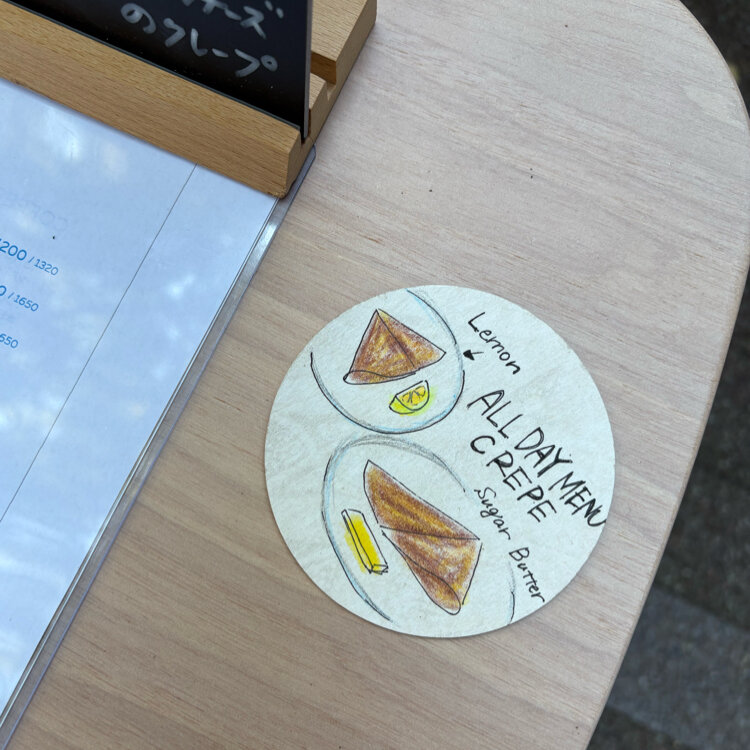 ーズ
のクレープ
200 / 1320
0 / 1650
650
Lemon
ALL DAY MENU
CREPE
Sugar Butter